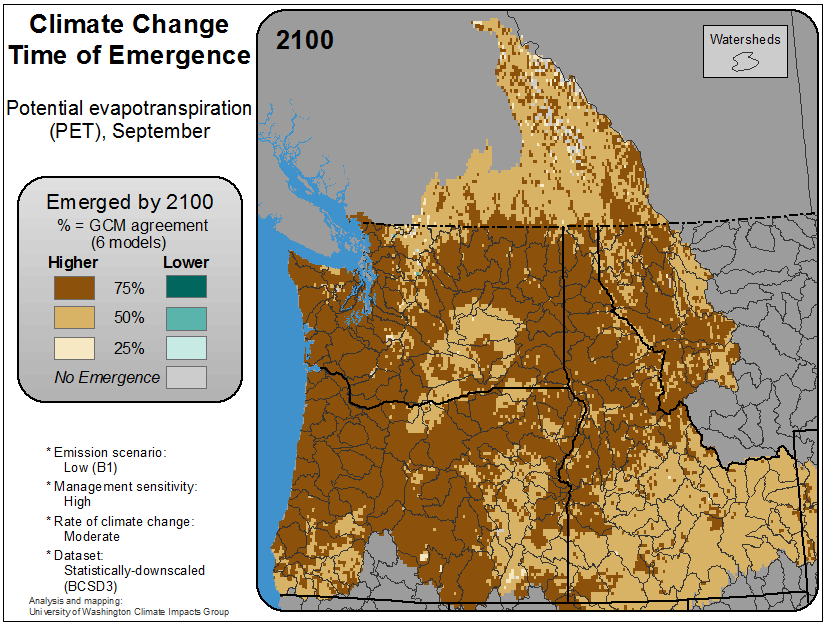 Climate Change
Time of Emergence
Potential evapotranspiration
(PET), September
Emerged by 2100
% = GCM agreement
(6 models)
Higher Lower
75%
50%
25%
No Emergence
* Emission scenario:
Low (B1)
* Management sensitivity:
High
* Rate of climate change:
Moderate
* Dataset:
Statistically-downscaled
(BCSD3)
Analysis and mapping:
University of Washington Climate Impacts Group
2100
Watersheds